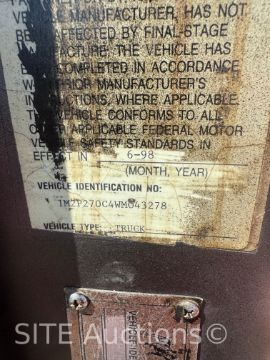 VEHICLE MANUFACTURER, HAS NOT
BEEN AFFECTED BY FINAL-STAGE
MANUFACTURE. THE VEHICLE HAS
BEEN COMPLETED IN ACCORDANCE
WITH PRIOR MANUFACTURER'S
INSTRUCTIONS, WHERE APPLICABLE.
THIS VEHICLE CONFORMS TO ALL
OTHER APPLICABLE FEDERAL MOTOR
VEHICLE SAFETY STANDARDS IN
EFFECT IN 6-98
(MONTH, YEAR)
VEHICLE IDENTIFICATION NO:
1M2P270C4WM043278
VEHICLE TYPE: TRUCK
SITE Auctions©